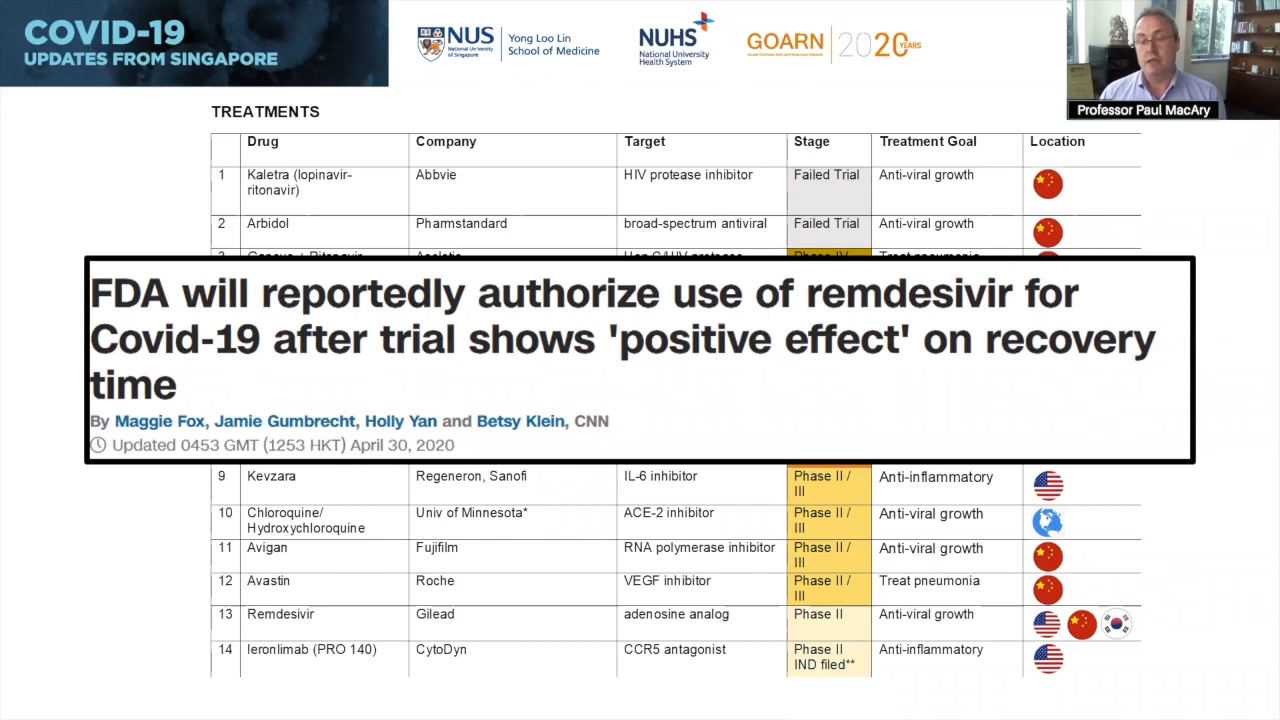 COVID-19
UPDATES FROM SINGAPORE
NUS
National University
of Singapore
Yong Loo Lin
School of Medicine
NUHS
National University
Health System
GOARN
2020 YEARS
Professor Paul MacAry
TREATMENTS
Drug Company Target Stage Treatment Goal Location
1 Kaletra (lopinavir- Abbvie HIV protease inhibitor Failed Trial Anti-viral growth
ritonavir)
2 Arbidol Pharmstandard broad-spectrum antiviral Failed Trial Anti-viral growth
FDA will reportedly authorize use of remdesivir for
Covid-19 after trial shows 'positive effect' on recovery
time
By Maggie Fox, Jamie Gumbrecht, Holly Yan and Betsy Klein, CNN
Updated 0453 GMT (1253 HKT) April 30, 2020
9 Kevzara Regeneron, Sanofi IL-6 inhibitor Phase II / Anti-inflammatory
III
10 Chloroquine/ Univ of Minnesota* ACE-2 inhibitor Phase II / Anti-viral growth
Hydroxychloroquine III
11 Avigan Fujifilm RNA polymerase inhibitor Phase II / Anti-viral growth
III
12 Avastin Roche VEGF inhibitor Phase II / Treat pneumonia
III
13 Remdesivir Gilead adenosine analog Phase II Anti-viral growth
14 leronlimab (PRO 140) CytoDyn CCR5 antagonist Phase II Anti-inflammatory
IND filed**